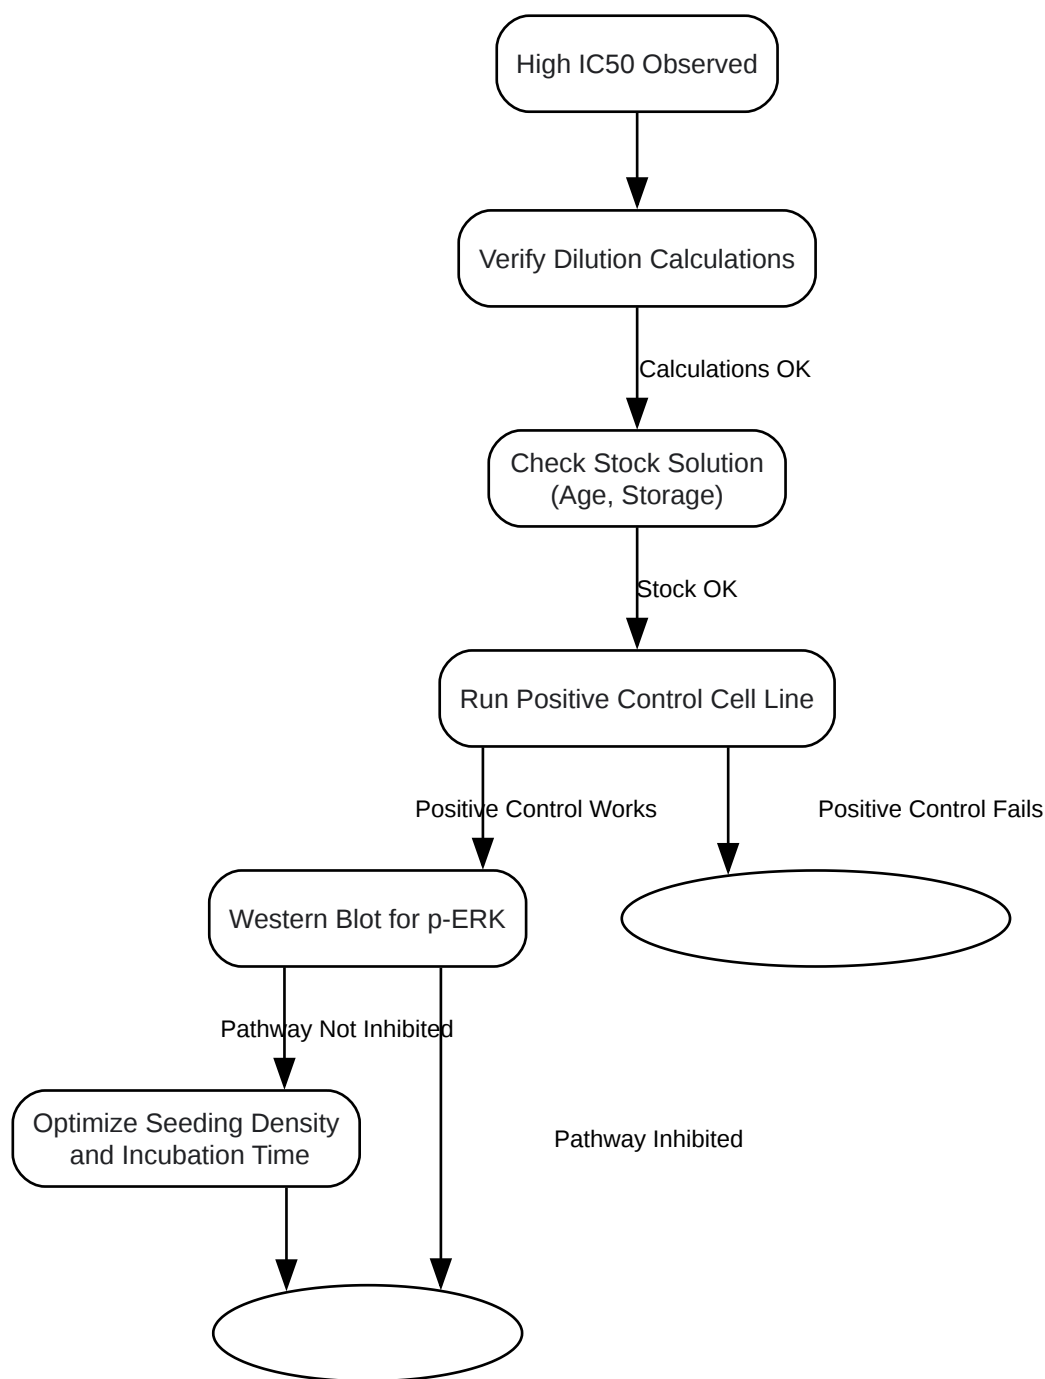 High IC50 Observed
Verify Dilution Calculations
Calculations OK
Check Stock Solution
(Age, Storage)
Stock OK
Run Positive Control Cell Line
Positive Control Works
Positive Control Fails
Western Blot for p-ERK
Pathway Not Inhibited
Optimize Seeding Density
and Incubation Time
Pathway Inhibited